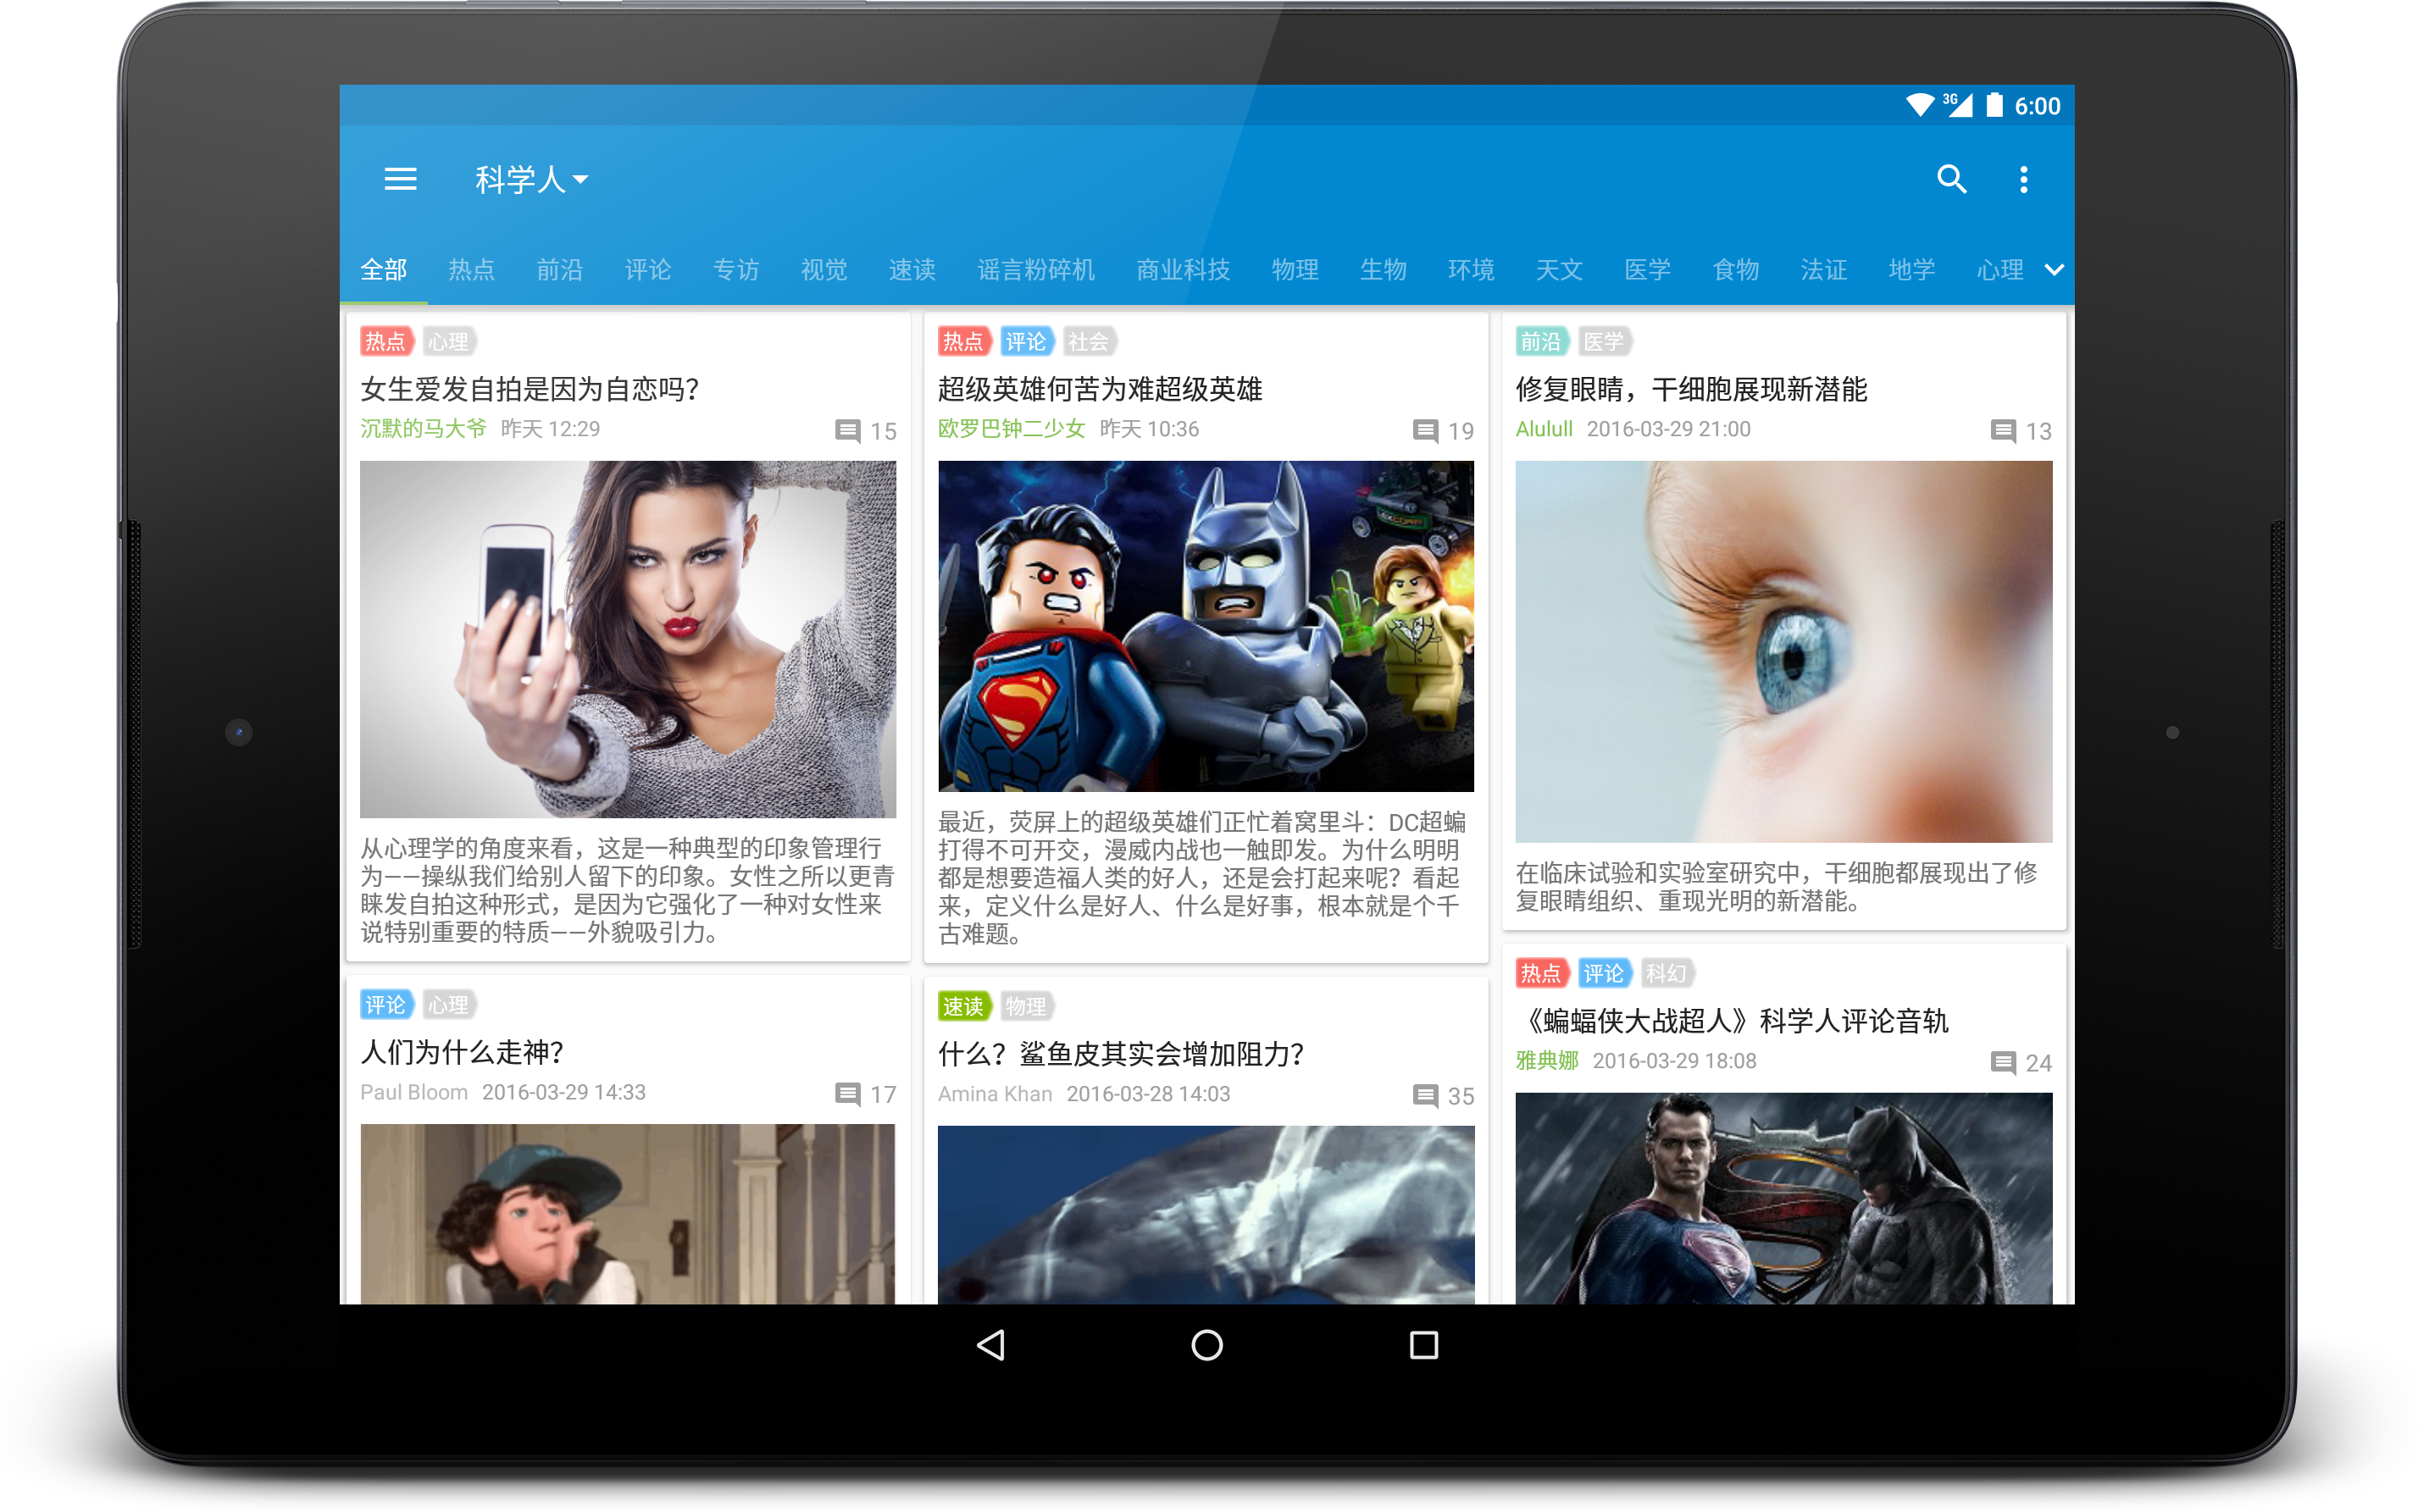 3G 6:00
科学人
全部 热点 前沿 评论 专访 视觉 速读 谣言粉碎机 商业科技 物理 生物 环境 天文 医学 食物 法证 地学 心理
热点 心理
女生爱发自拍是因为自恋吗?
沉默的马大爷 昨天 12:29 15
从心理学的角度来看，这是一种典型的印象管理行
为——操纵我们给别人留下的印象。女性之所以更青
睐发自拍这种形式，是因为它强化了一种对女性来
说特别重要的特质——外貌吸引力。
热点 评论 社会
超级英雄何苦为难超级英雄
欧罗巴钟二少女 昨天 10:36 19
LEXCORP
最近，荧屏上的超级英雄们正忙着窝里斗：DC超蝙
打得不可开交，漫威内战也一触即发。为什么明明
都是想要造福人类的好人，还是会打起来呢？看起
来，定义什么是好人、什么是好事，根本就是个千
古难题。
前沿 医学
修复眼睛，干细胞展现新潜能
Alulull 2016-03-29 21:00 13
在临床试验和实验室研究中，干细胞都展现出了修
复眼睛组织、重现光明的新潜能。
评论 心理
人们为什么走神?
Paul Bloom 2016-03-29 14:33 17
速读 物理
什么？鲨鱼皮其实会增加阻力?
Amina Khan 2016-03-28 14:03 35
热点 评论 科幻
《蝙蝠侠大战超人》科学人评论音轨
雅典娜 2016-03-29 18:08 24